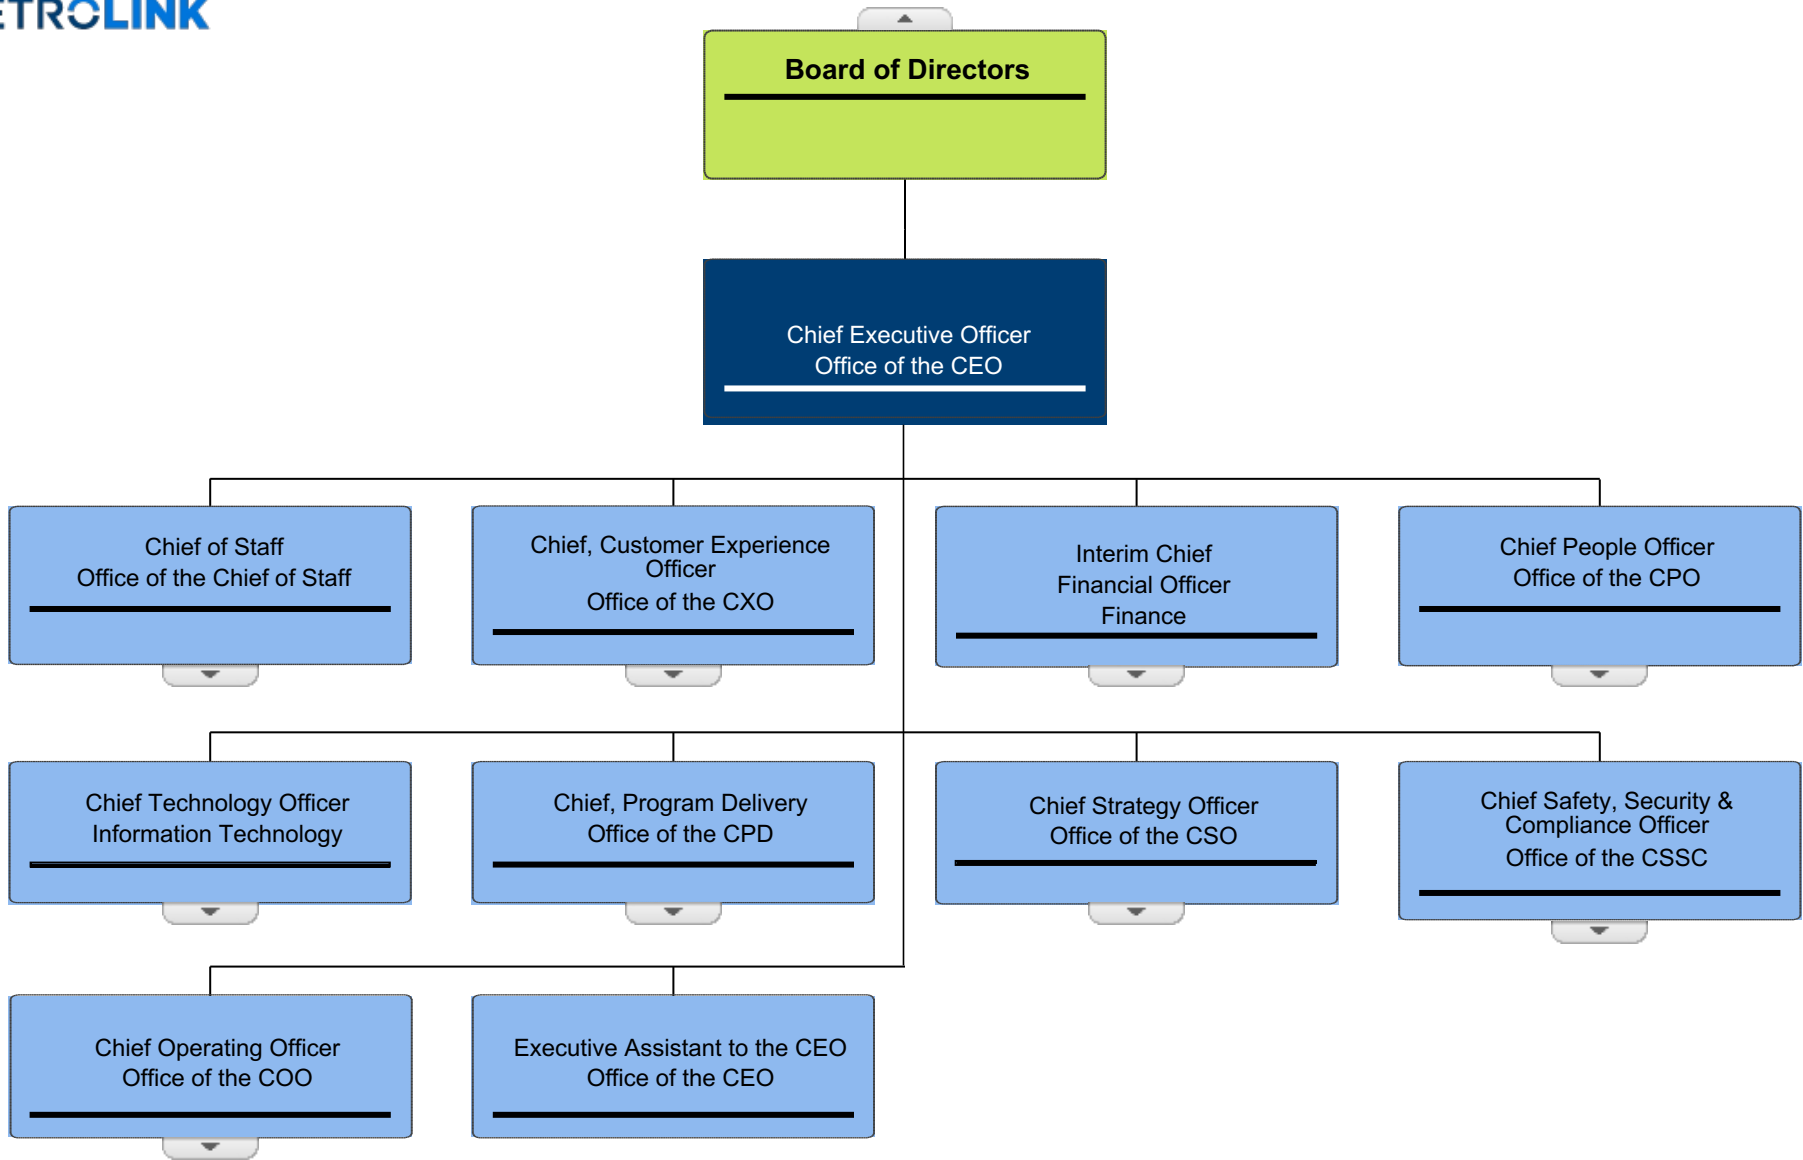 ETROLINK
Board of Directors
Chief Executive Officer
Office of the CEO
Chief of Staff
Office of the Chief of Staff
Chief, Customer Experience
Officer
Office of the CXO
Interim Chief
Financial Officer
Finance
Chief People Officer
Office of the CPO
Chief Technology Officer
Information Technology
Chief, Program Delivery
Office of the CPD
Chief Strategy Officer
Office of the CSO
Chief Safety, Security &
Compliance Officer
Office of the CSSC
Chief Operating Officer
Office of the COO
Executive Assistant to the CEO
Office of the CEO